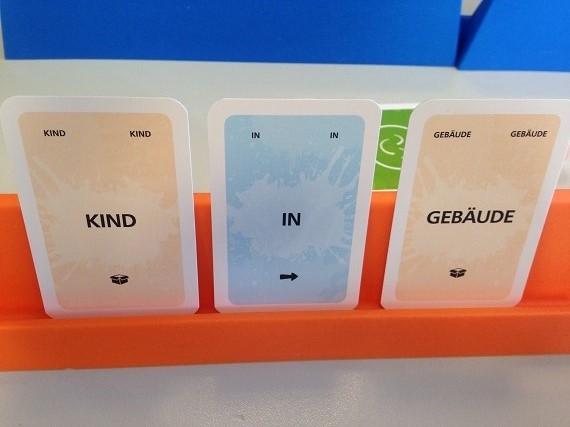 KIND KIND
KIND
IN IN
IN
GEBÄUDE GEBÄUDE
GEBÄUDE